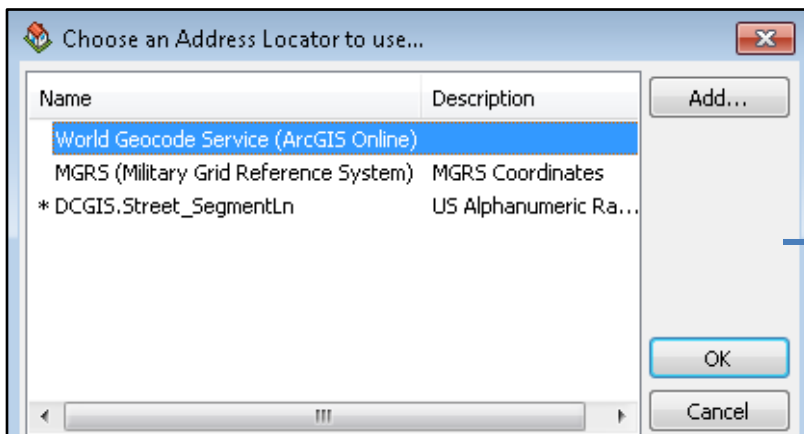 Choose an Address Locator to use...
Name Description Add...
World Geocode Service (ArcGIS Online)
MGRS (Military Grid Reference System) MGRS Coordinates
* DCGIS.Street_SegmentLn US Alphanumeric Ra...
OK
Cancel